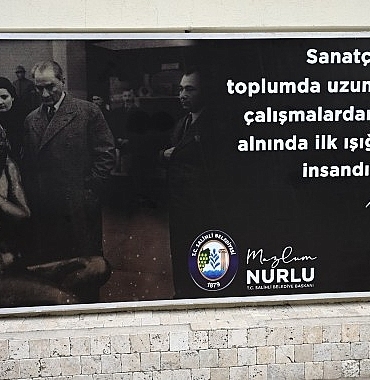 Sanatç
toplumda uzun
çalışmalardan
alnında ilk ışığ
insandı
T.C. SALİHLİ BELEDİYESİ
1879
Mazlum
NURLU
T.C. SALİHLİ BELEDİYE BAŞKANI